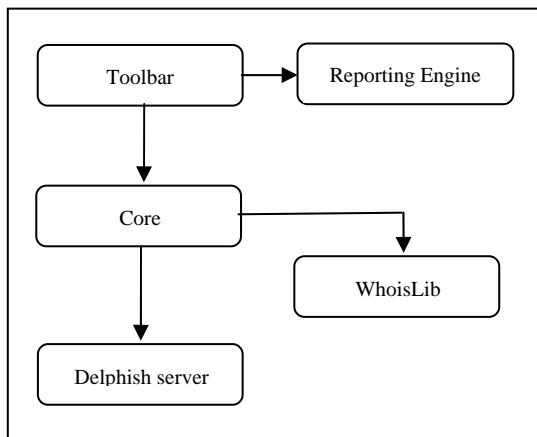 Toolbar
Reporting Engine
Core
WhoisLib
Delphish server